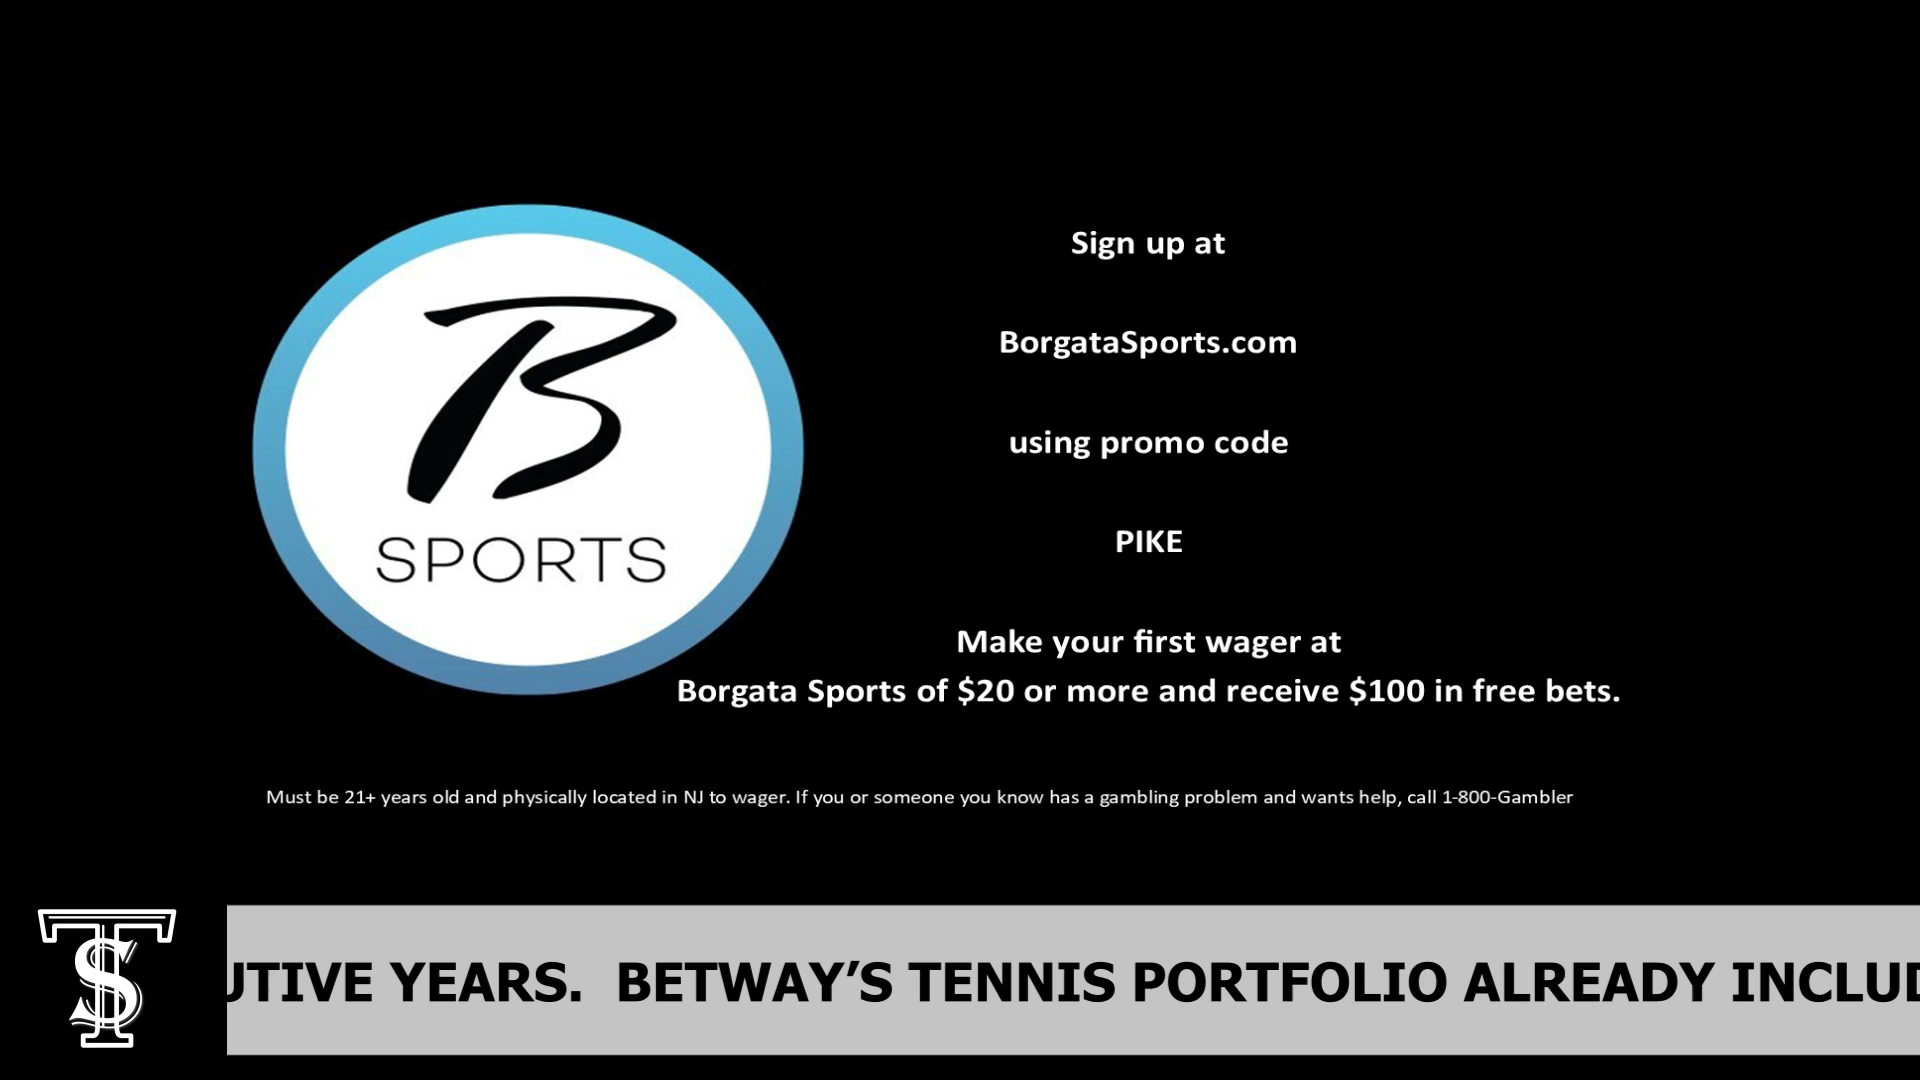 B
SPORTS
Sign up at
BorgataSports.com
using promo code
PIKE
Make your first wager at
Borgata Sports of $20 or more and receive $100 in free bets.
Must be 21+ years old and physically located in NJ to wager. If you or someone you know has a gambling problem and wants help, call 1-800-Gambler
TS
UTIVE YEARS. BETWAY’S TENNIS PORTFOLIO ALREADY INCLUD